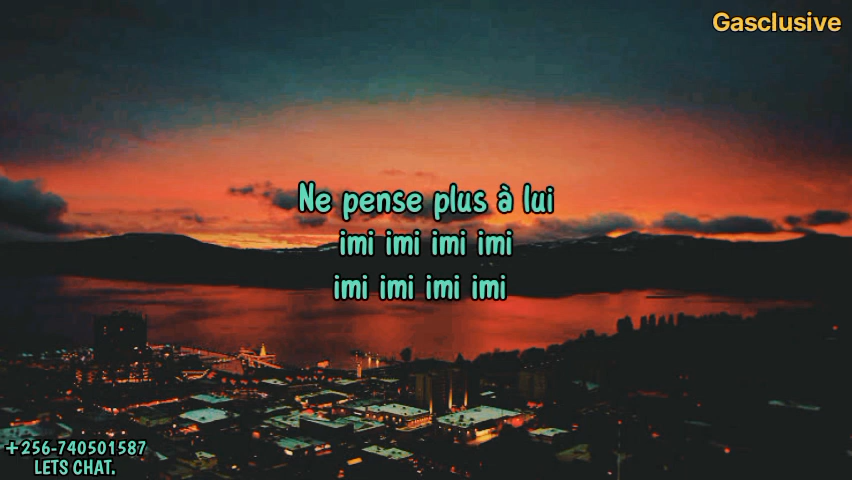 Gasclusive
Ne pense plus à lui
imi imi imi imi
imi imi imi imi
+256-740501587
LETS CHAT.